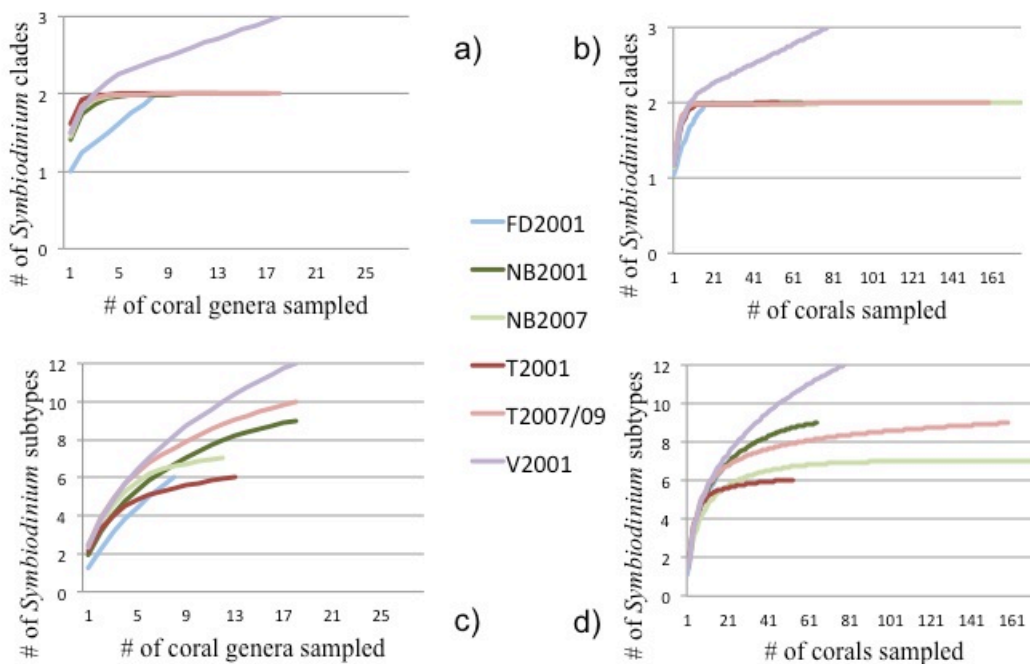 # of Symbiodinium clades
3
2
1
0
1 5 9 13 17 21 25
# of coral genera sampled
a)
b)
# of Symbiodinium clades
3
2
1
0
1 21 41 61 81 101 121 141 161
# of corals sampled
FD2001
NB2001
NB2007
T2001
T2007/09
V2001
# of Symbiodinium subtypes
12
10
8
6
4
2
0
1 5 9 13 17 21 25
# of coral genera sampled
c)
d)
# of Symbiodinium subtypes
12
10
8
6
4
2
0
1 21 41 61 81 101 121 141 161
# of corals sampled